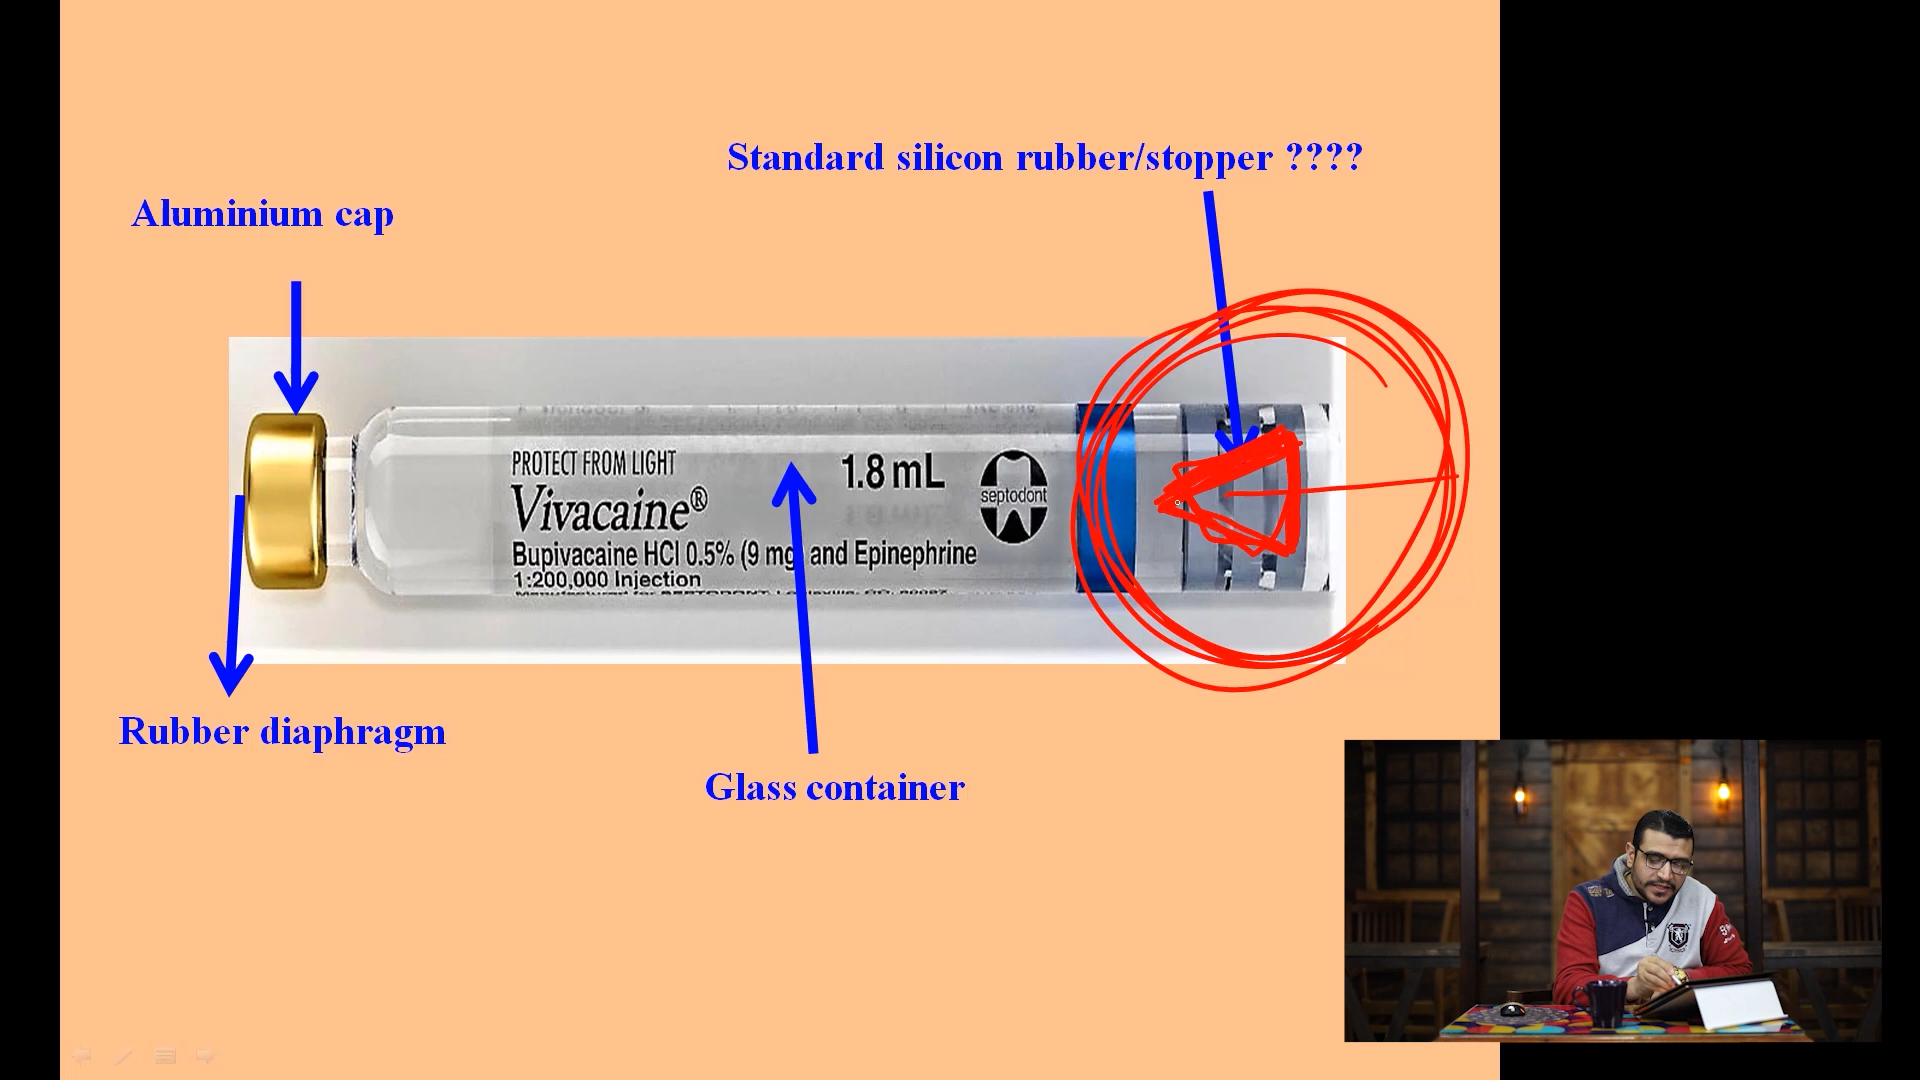 Standard silicon rubber/stopper ????
Aluminium cap
PROTECT FROM LIGHT
1.8 mL
Vivacaine®
septodont
Bupivacaine HCl 0.5% (9 mg) and Epinephrine
1:200,000 Injection
Rubber diaphragm
Glass container